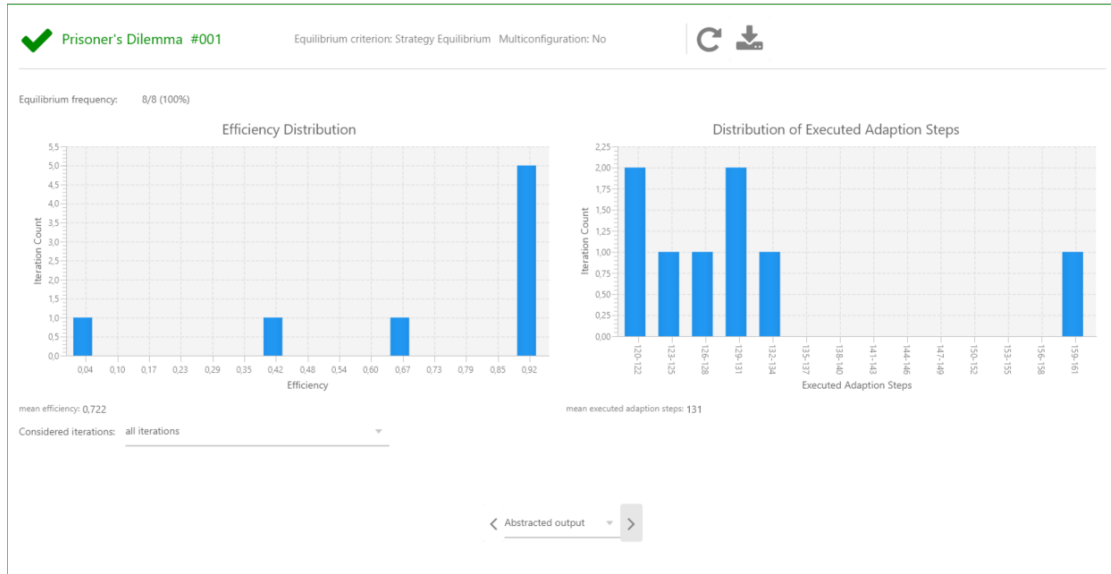 Prisoner's Dilemma #001
Equilibrium criterion: Strategy Equilibrium Multiconfiguration: No
Equilibrium frequency: 8/8 (100%)
Efficiency Distribution
5,5
5,0
4,5
4,0
3,5
3,0
2,5
2,0
1,5
1,0
0,5
0,0
Iteration Count
0,04 0,10 0,17 0,23 0,29 0,35 0,42 0,48 0,54 0,60 0,67 0,73 0,79 0,85 0,92
Efficiency
mean efficiency: 0,722
Considered iterations: all iterations
Distribution of Executed Adaption Steps
2,25
2,00
1,75
1,50
1,25
1,00
0,75
0,50
0,25
0,00
Iteration Count
120-122
123-125
126-128
129-131
132-134
135-137
138-140
141-143
144-146
147-149
150-152
153-155
156-158
159-161
Executed Adaption Steps
mean executed adaption steps: 131
Abstracted output